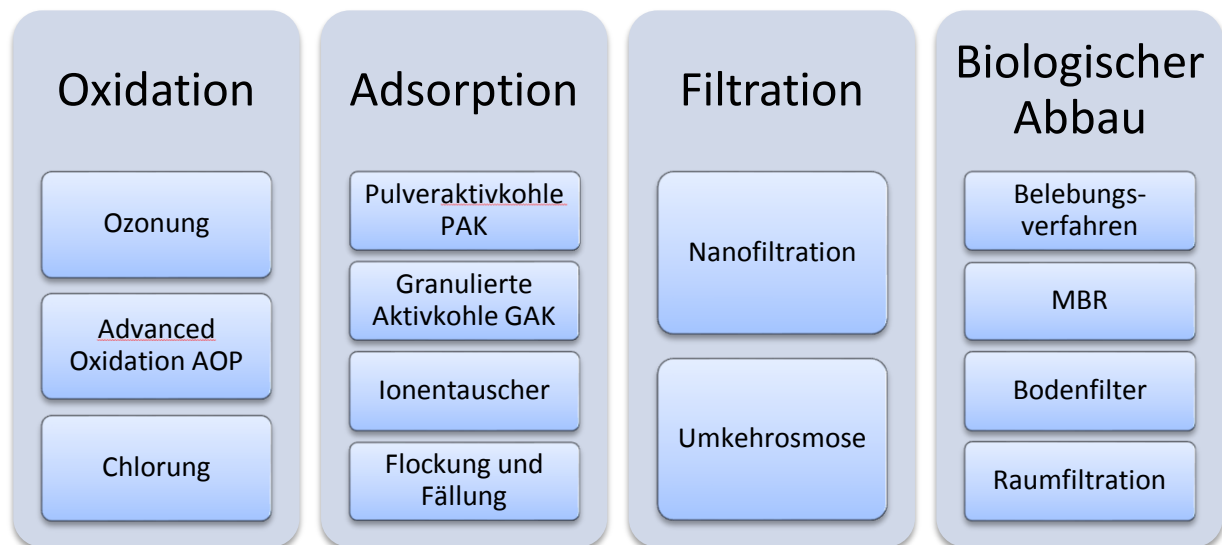 Oxidation
Ozonung
Advanced
Oxidation AOP
Chlorung
Adsorption
Pulveraktivkohle
PAK
Granulierte
Aktivkohle GAK
Ionentauscher
Flockung und
Fällung
Filtration
Nanofiltration
Umkehrosmose
Biologischer
Abbau
Belebungs-
verfahren
MBR
Bodenfilter
Raumfiltration